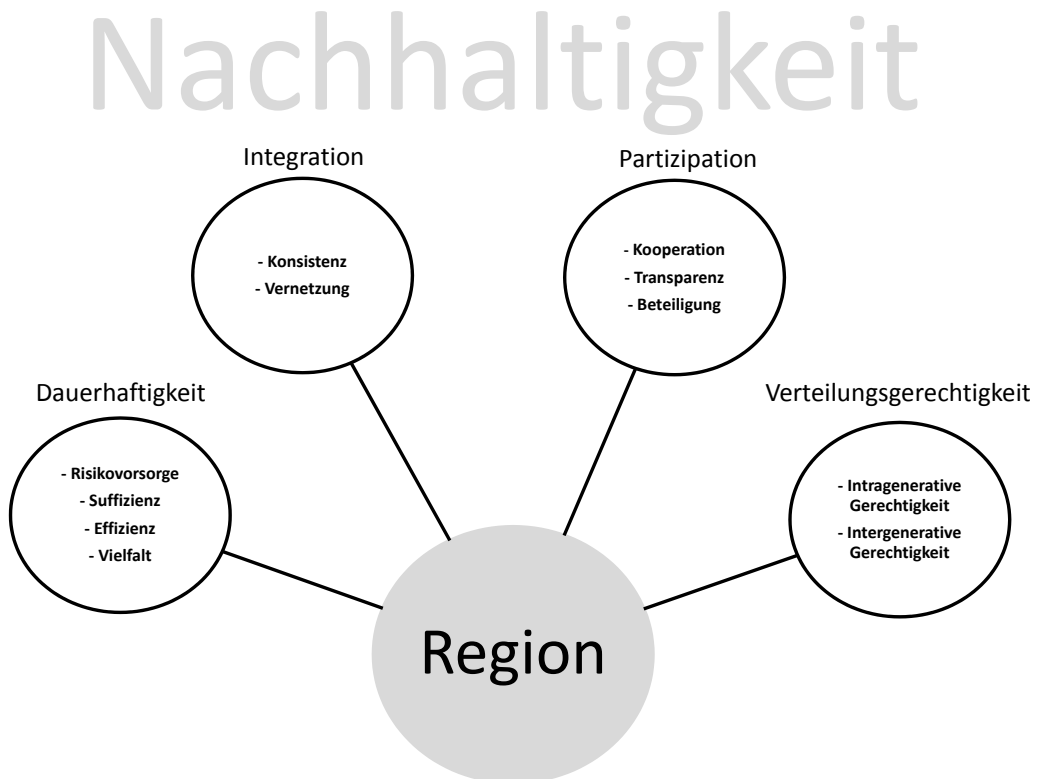 Nachhaltigkeit
Integration
- Konsistenz
- Vernetzung
Partizipation
- Kooperation
- Transparenz
- Beteiligung
Dauerhaftigkeit
- Risikovorsorge
- Suffizienz
- Effizienz
- Vielfalt
Verteilungsgerechtigkeit
- Intragenerative
Gerechtigkeit
- Intergenerative
Gerechtigkeit
Region